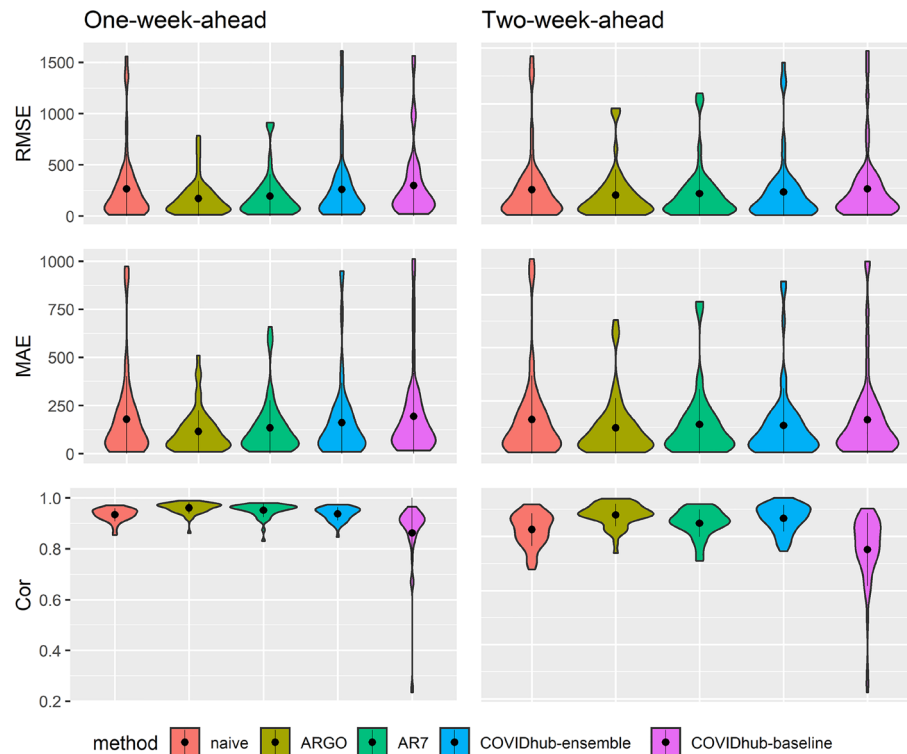 One-week-ahead Two-week-ahead
RMSE
1500
1000
500
0
MAE
1000
750
500
250
0
Cor
1.0
0.8
0.6
0.4
0.2
method naive ARGO AR7 COVIDhub-ensemble COVIDhub-baseline